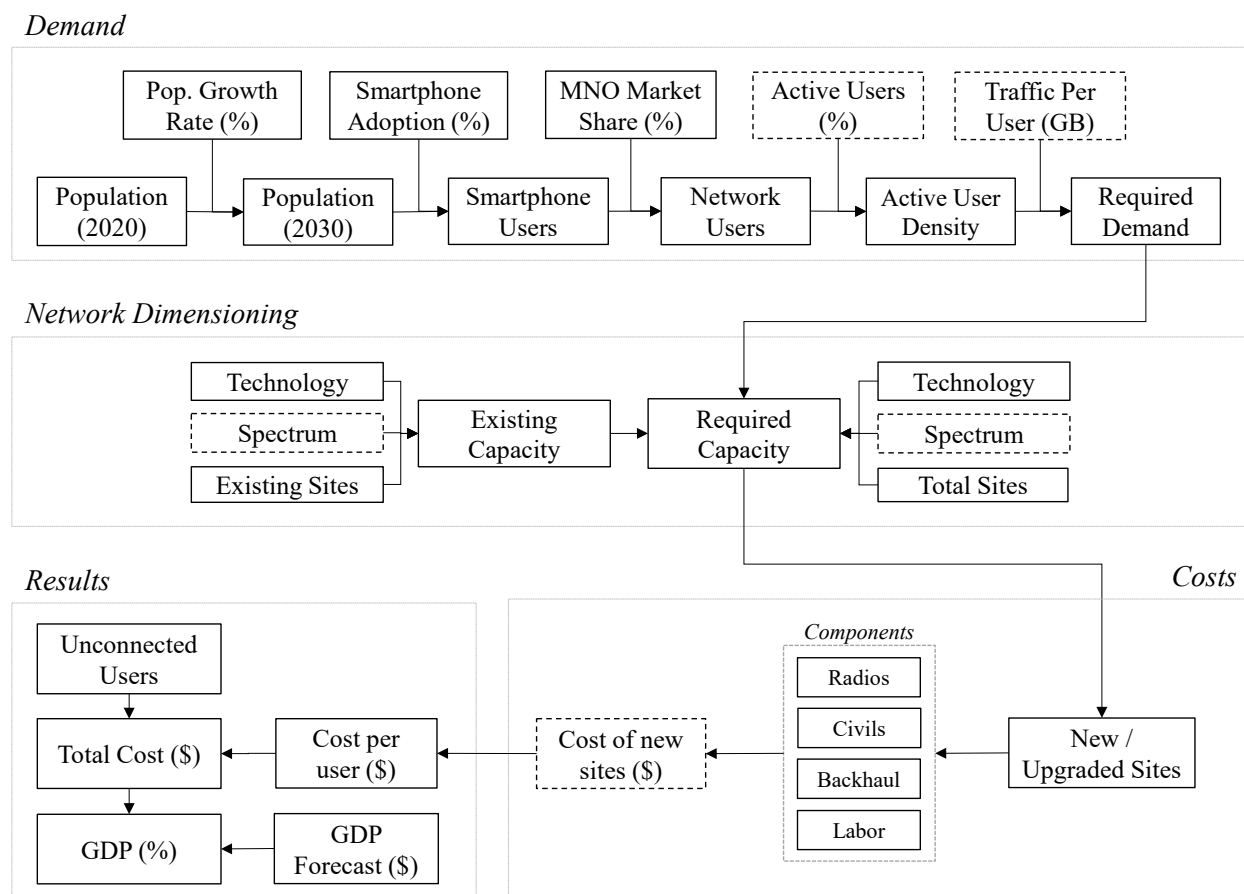 Demand
Pop. Growth
Rate (%)
Smartphone
Adoption (%)
MNO Market
Share (%)
Active Users
(%)
Traffic Per
User (GB)
Population
(2020)
Population
(2030)
Smartphone
Users
Network
Users
Active User
Density
Required
Demand
Network Dimensioning
Technology
Spectrum
Existing Sites
Existing
Capacity
Required
Capacity
Technology
Spectrum
Total Sites
Results
Unconnected
Users
Total Cost ($)
Cost per
user ($)
GDP (%)
GDP
Forecast ($)
Costs
Cost of new
sites ($)
Components
Radios
Civils
Backhaul
Labor
New /
Upgraded Sites